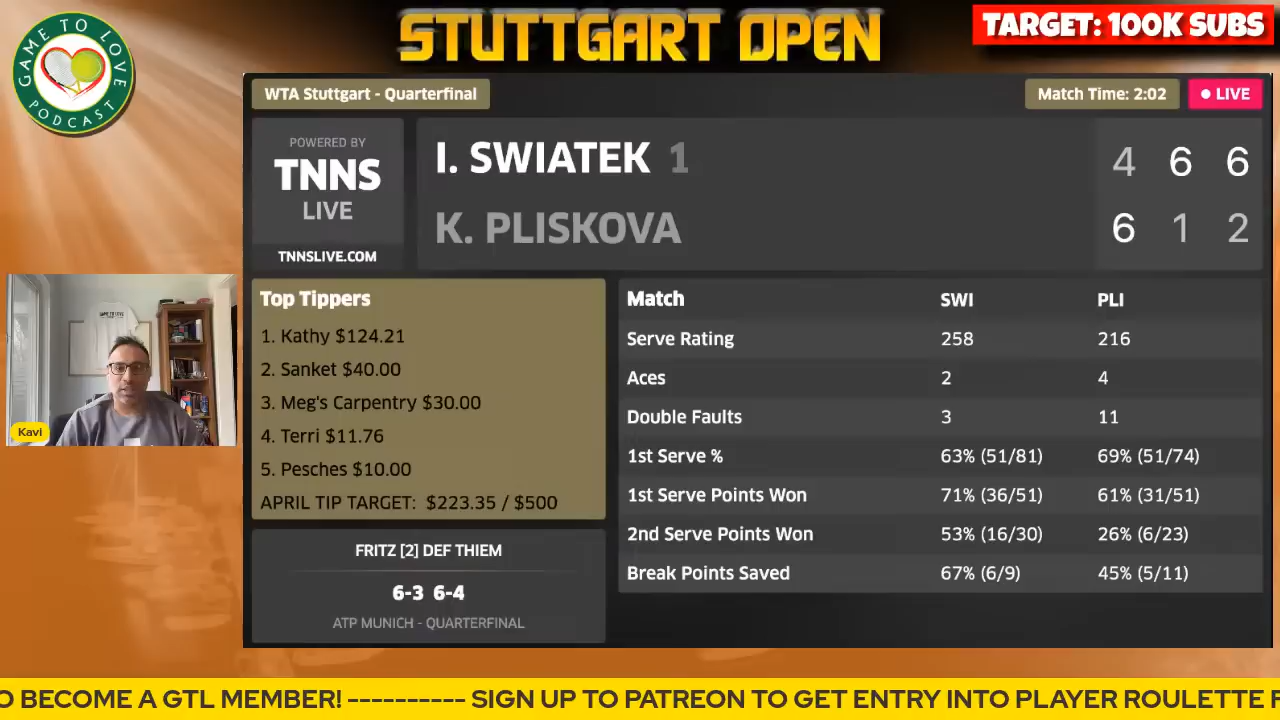 GAME TO LOVE
PODCAST
STUTTGART OPEN
TARGET: 100K SUBS
WTA Stuttgart - Quarterfinal
Match Time: 2:02
LIVE
POWERED BY
TNNS
LIVE
TNNSLIVE.COM
I. SWIATEK 1 4 6 6
K. PLISKOVA 6 1 2
Kavi
Top Tippers
1. Kathy $124.21
2. Sanket $40.00
3. Meg's Carpentry $30.00
4. Terri $11.76
5. Pesches $10.00
APRIL TIP TARGET: $223.35 / $500
FRITZ [2] DEF THIEM
6-3 6-4
ATP MUNICH - QUARTERFINAL
Match SWI PLI
Serve Rating 258 216
Aces 2 4
Double Faults 3 11
1st Serve % 63% (51/81) 69% (51/74)
1st Serve Points Won 71% (36/51) 61% (31/51)
2nd Serve Points Won 53% (16/30) 26% (6/23)
Break Points Saved 67% (6/9) 45% (5/11)
O BECOME A GTL MEMBER! ---------- SIGN UP TO PATREON TO GET ENTRY INTO PLAYER ROULETTE